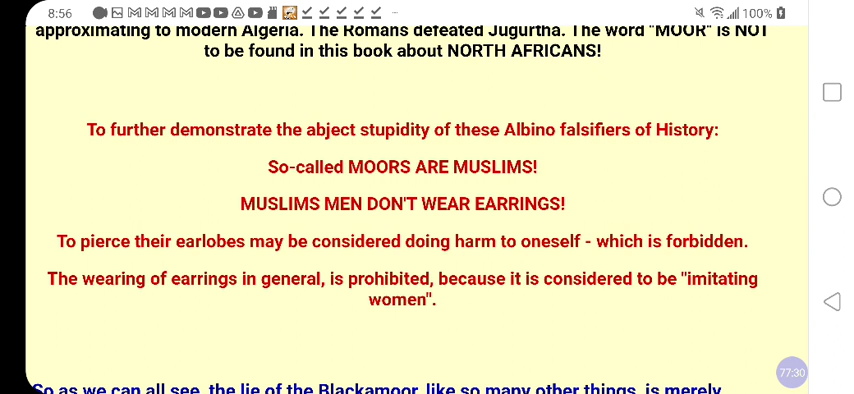 8:56
100%
approximating to modern Algeria. The Romans defeated Jugurtha. The word "MOOR" is NOT
to be found in this book about NORTH AFRICANS!
To further demonstrate the abject stupidity of these Albino falsifiers of History:
So-called MOORS ARE MUSLIMS!
MUSLIMS MEN DON'T WEAR EARRINGS!
To pierce their earlobes may be considered doing harm to oneself - which is forbidden.
The wearing of earrings in general, is prohibited, because it is considered to be "imitating
women".
77:30
So as we can all see, the lie of the Blackamoor, like so many other things, is merely